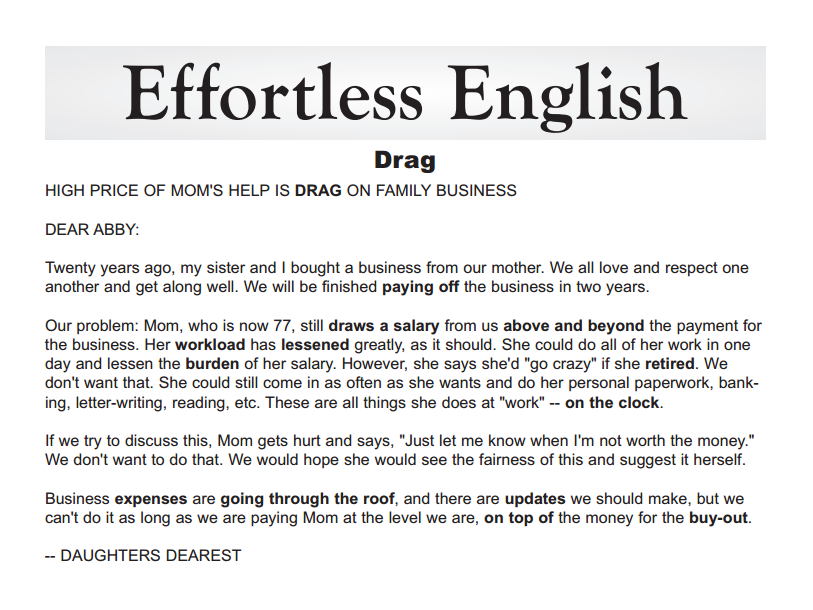 Effortless English
Drag
HIGH PRICE OF MOM'S HELP IS DRAG ON FAMILY BUSINESS
DEAR ABBY:
Twenty years ago, my sister and I bought a business from our mother. We all love and respect one
another and get along well. We will be finished paying off the business in two years.
Our problem: Mom, who is now 77, still draws a salary from us above and beyond the payment for
the business. Her workload has lessened greatly, as it should. She could do all of her work in one
day and lessen the burden of her salary. However, she says she'd "go crazy" if she retired. We
don't want that. She could still come in as often as she wants and do her personal paperwork, bank-
ing, letter-writing, reading, etc. These are all things she does at "work" -- on the clock.
If we try to discuss this, Mom gets hurt and says, "Just let me know when I'm not worth the money."
We don't want to do that. We would hope she would see the fairness of this and suggest it herself.
Business expenses are going through the roof, and there are updates we should make, but we
can't do it as long as we are paying Mom at the level we are, on top of the money for the buy-out.
-- DAUGHTERS DEAREST